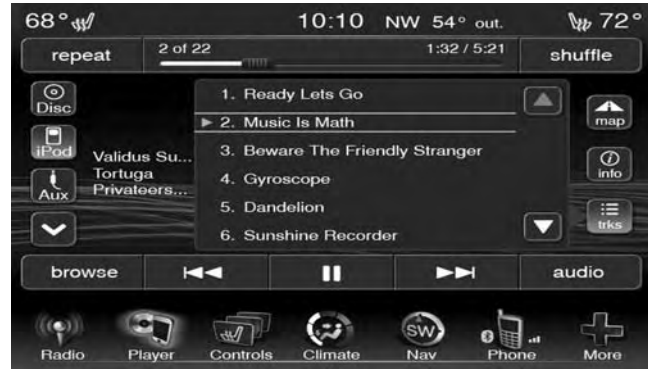 68° 10:10 NW 54° out. 72°
repeat 2 of 22 1:32 / 5:21 shuffle
Disc
iPod
Aux
Validus Su...
Tortuga
Privateers...
1. Ready Lets Go
2. Music Is Math
3. Beware The Friendly Stranger
4. Gyroscope
5. Dandelion
6. Sunshine Recorder
map
info
trks
browse audio
SW
Radio Player Controls Climate Nav Phone More